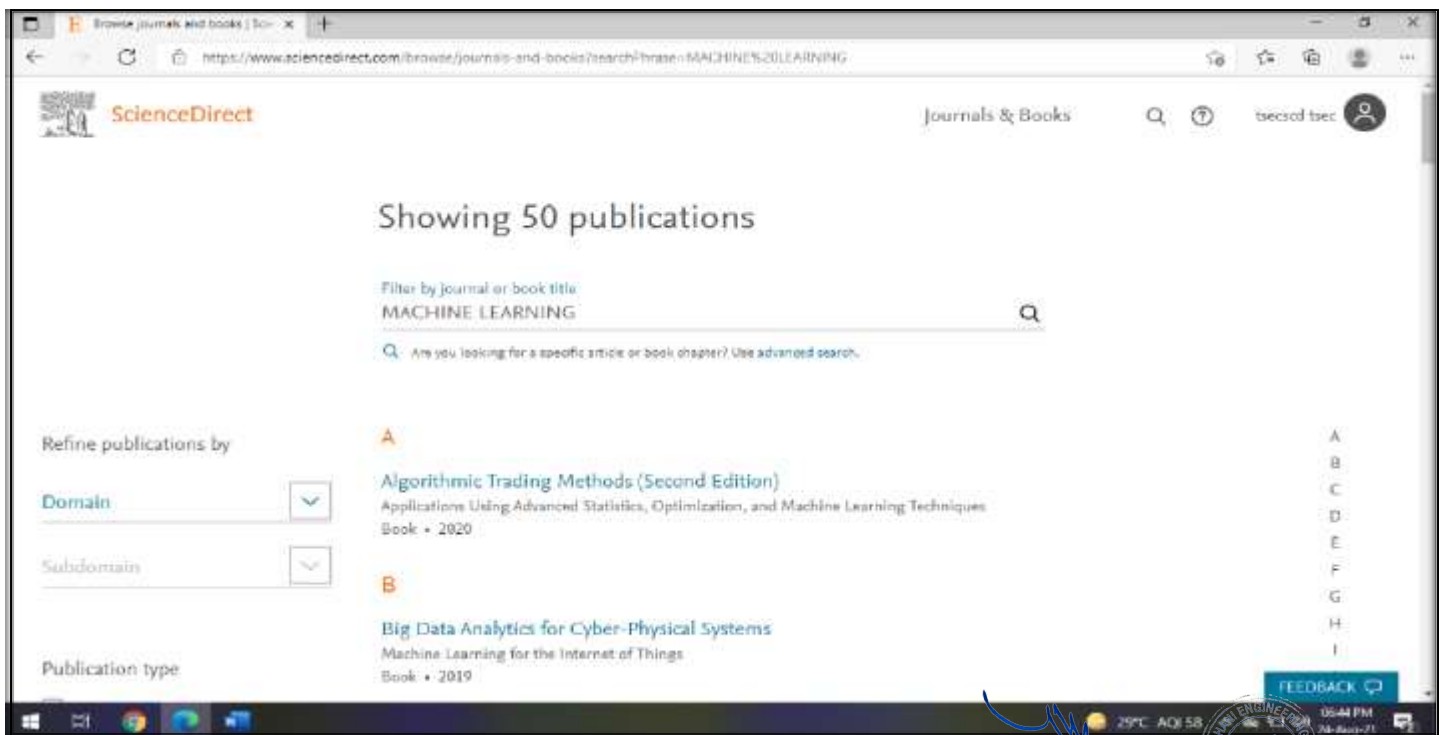 Browse journals and books | Scie
https://www.sciencedirect.com/browse/journals-and-books?searchPhrase=MACHINE%20LEARNING
ScienceDirect
Journals & Books
tsecscd tsec
Showing 50 publications
Filter by journal or book title
MACHINE LEARNING
Are you looking for a specific article or book chapter? Use advanced search.
Refine publications by
Domain
Subdomain
Publication type
A
Algorithmic Trading Methods (Second Edition)
Applications Using Advanced Statistics, Optimization, and Machine Learning Techniques
Book • 2020
B
Big Data Analytics for Cyber-Physical Systems
Machine Learning for the Internet of Things
Book • 2019
A
B
C
D
E
F
G
H
I
FEEDBACK
29°C AQI 58
06:44 PM